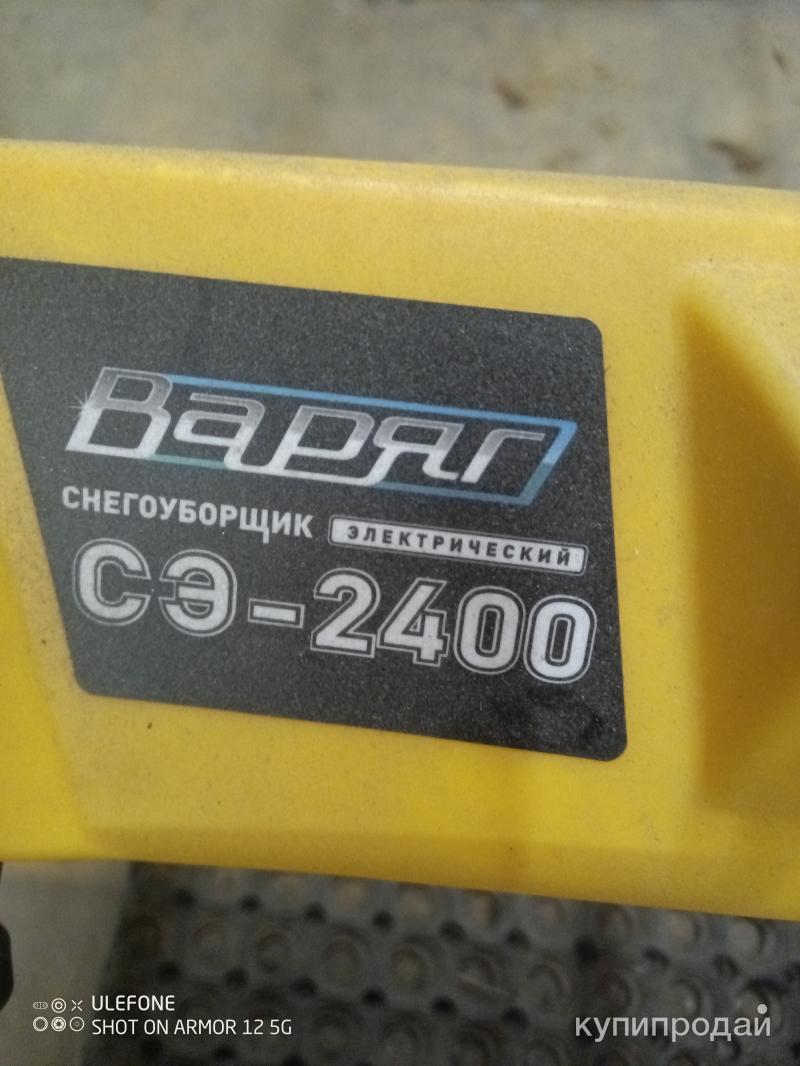 Варяг
СНЕГОУБОРЩИК ЭЛЕКТРИЧЕСКИЙ
СЭ-2400
ULEFONE
SHOT ON ARMOR 12 5G
купипродай